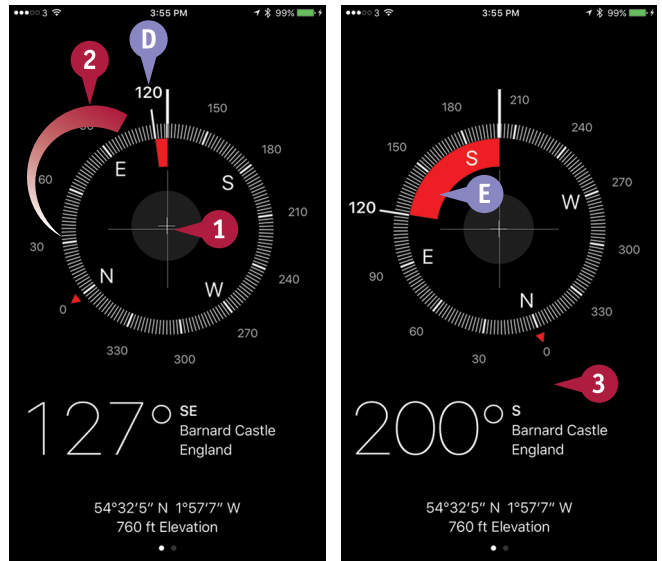 3 3:55 PM 99%
2
D
120
150
90
E
180
60
S
210
1
30
N
240
W
0
270
330
300
127° SE
Barnard Castle
England
54°32′5″ N 1°57′7″ W
760 ft Elevation
3 3:55 PM 99%
210
240
150
S
270
E
W
120
300
90
E
N
330
60
0
30
3
200° S
Barnard Castle
England
54°32′5″ N 1°57′7″ W
760 ft Elevation